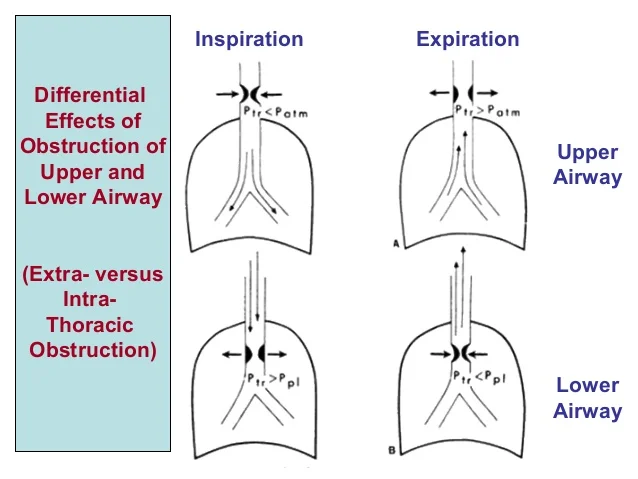 Differential
Effects of
Obstruction of
Upper and
Lower Airway
(Extra- versus
Intra-
Thoracic
Obstruction)
Inspiration
Expiration
Ptr<Patm
Ptr>Patm
Upper
Airway
A
Ptr>Ppl
Ptr<Ppl
Lower
Airway
B